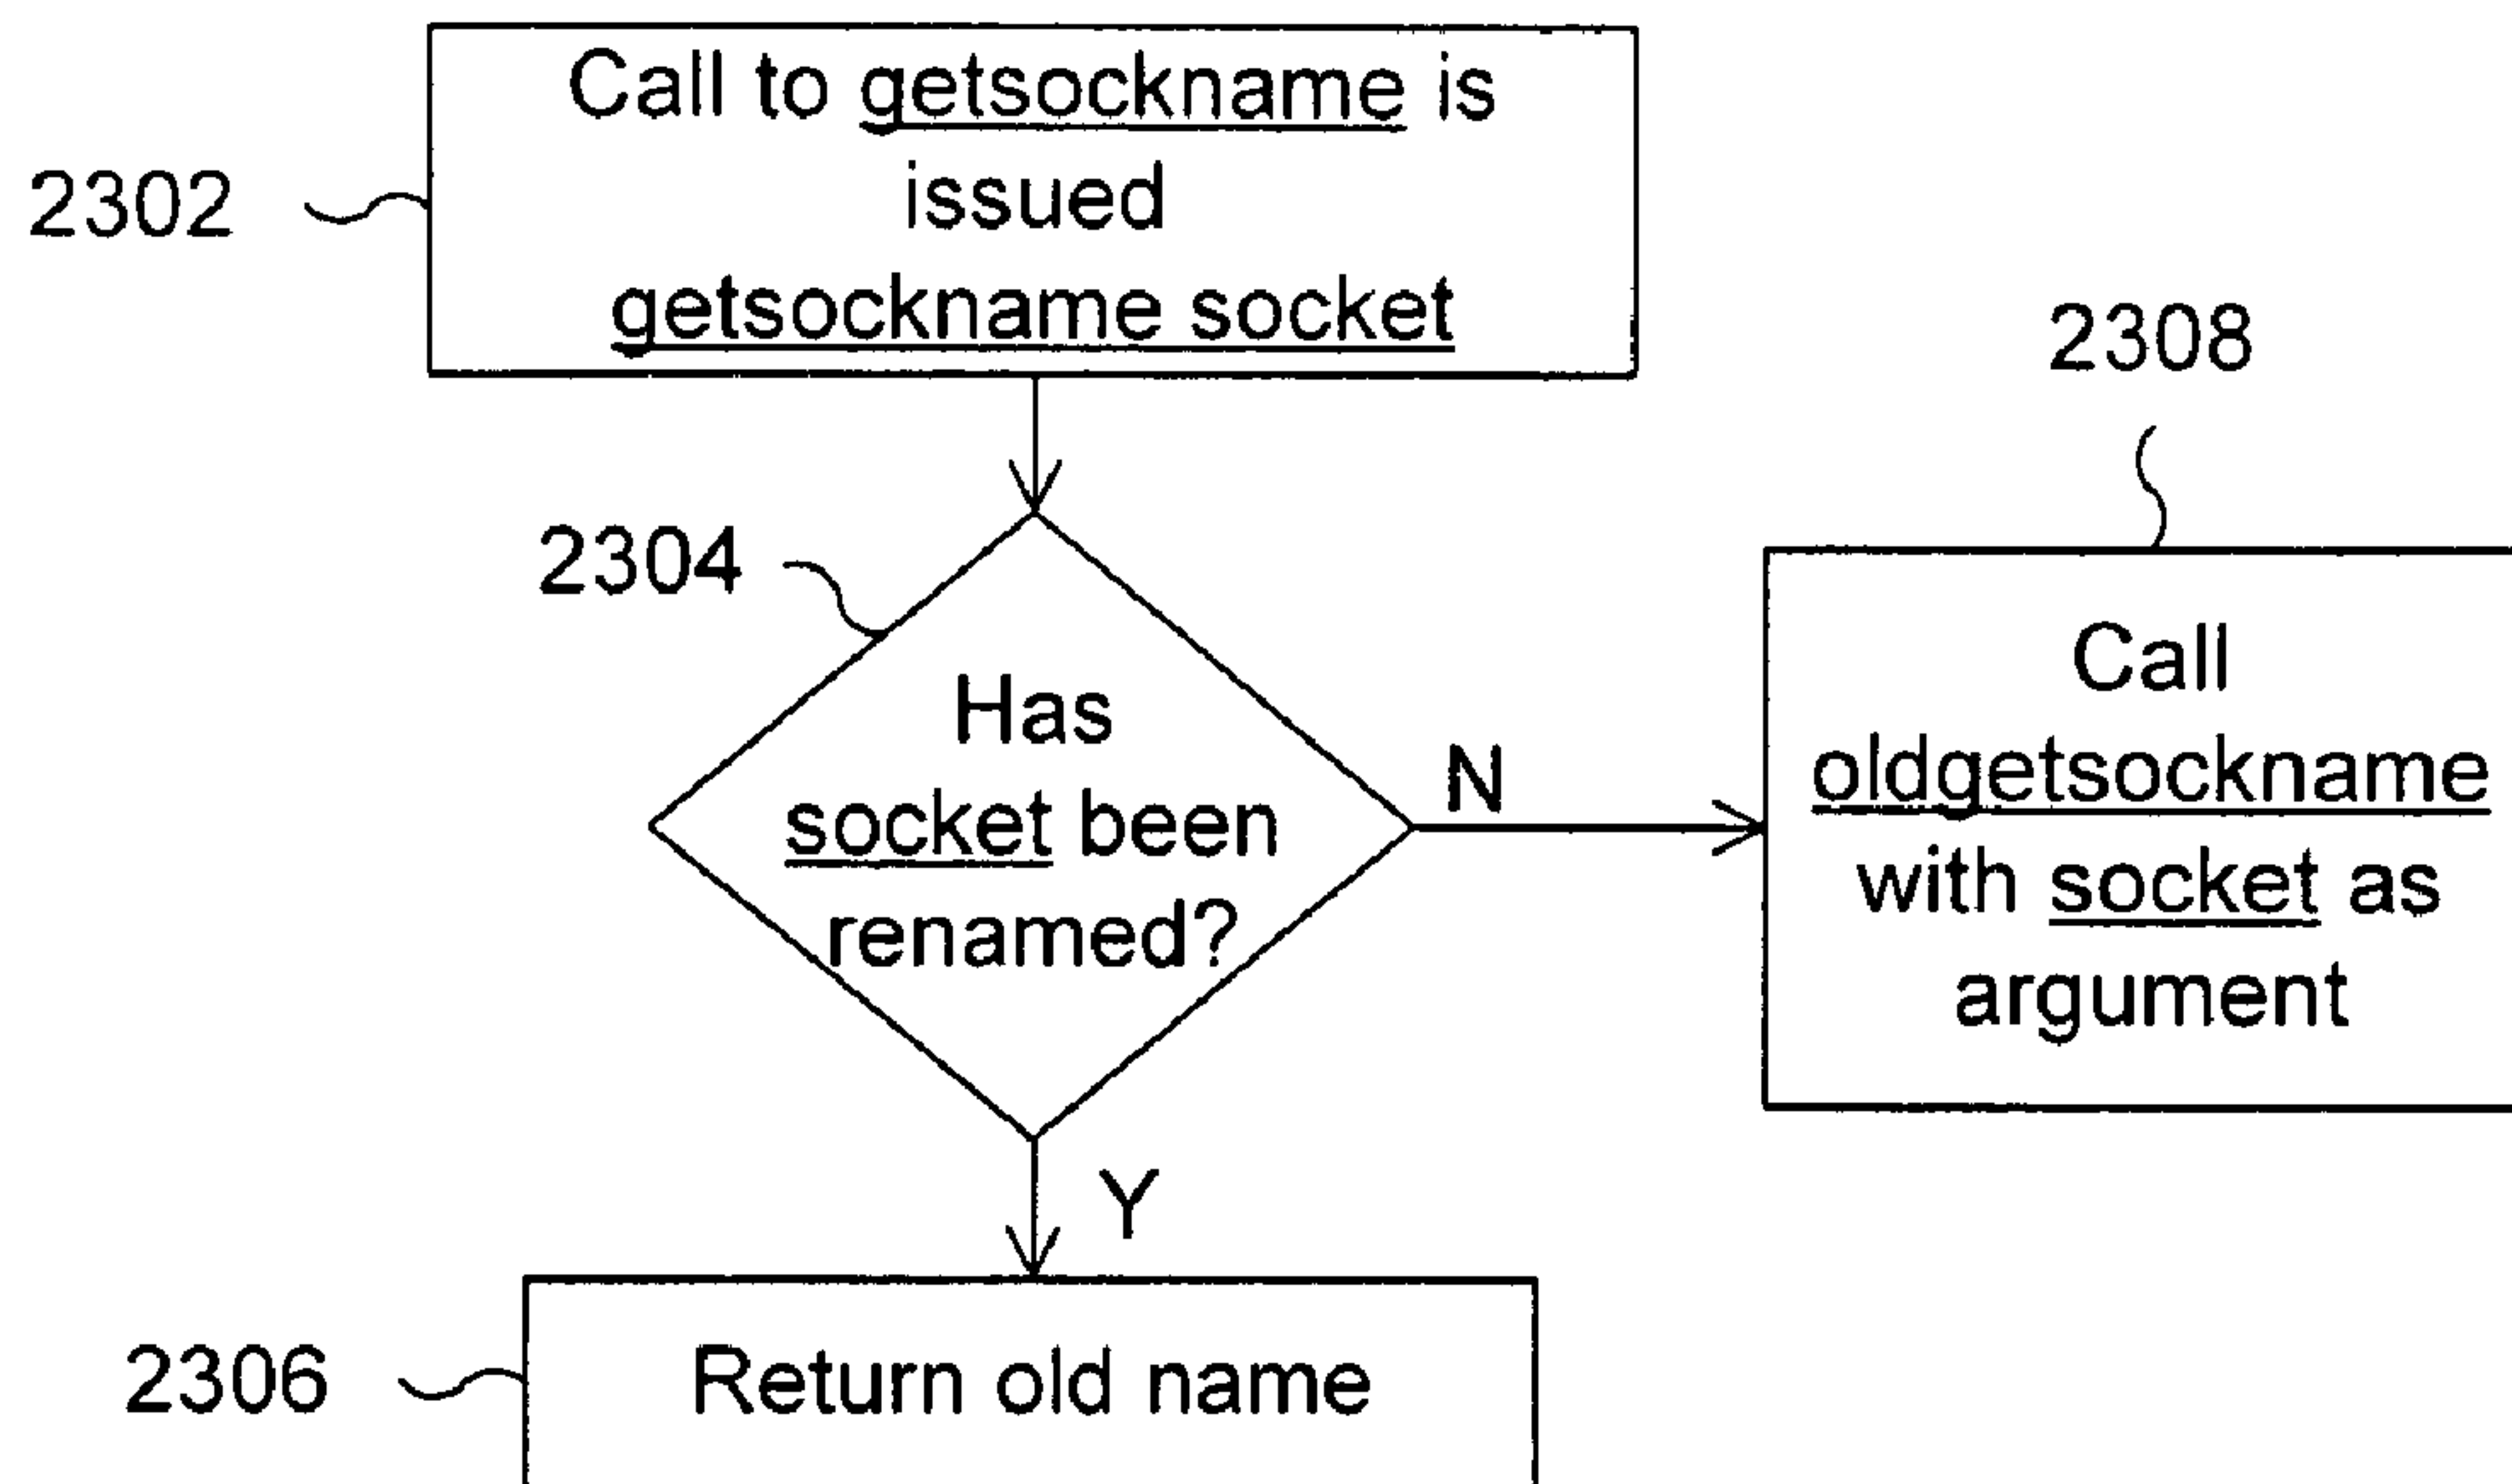 Call to getsockname is
issued
getsockname socket
2302
2308
2304
Has
socket been
renamed?
N
Call
oldgetsockname
with socket as
argument
Y
2306
Return old name